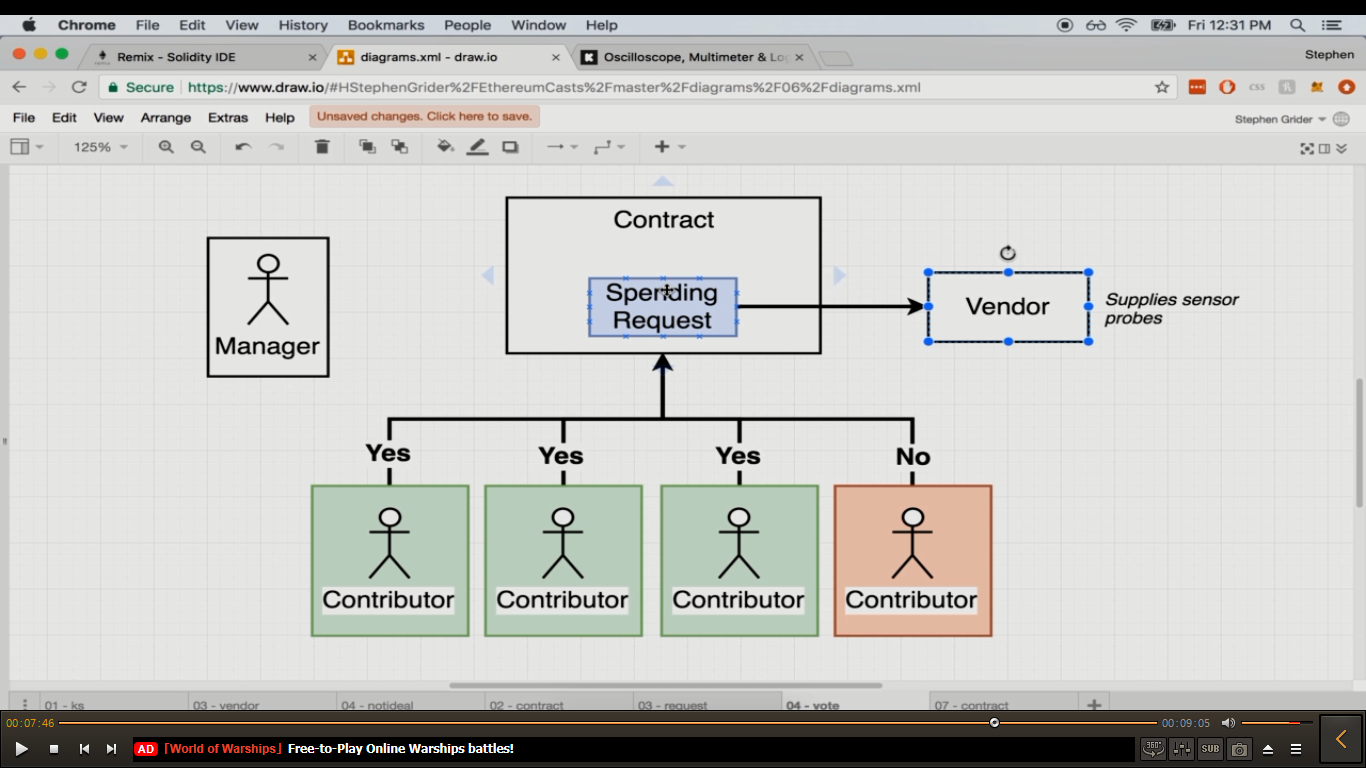 Chrome File Edit View History Bookmarks People Window Help Fri 12:31 PM
Remix - Solidity IDE diagrams.xml - draw.io Oscilloscope, Multimeter & Log Stephen
Secure https://www.draw.io/#HStephenGrider%2FEthereumCasts%2Fmaster%2Fdiagrams%2F06%2Fdiagrams.xml
File Edit View Arrange Extras Help Unsaved changes. Click here to save. Stephen Grider
125%
Contract
Spending
Request
Manager
Vendor
Supplies sensor
probes
Yes Yes Yes No
Contributor Contributor Contributor Contributor
01 - ks 03 - vendor 04 - notideal 02 - contract 03 - request 04 - vote 07 - contract
00:07:46 00:09:05
AD 「World of Warships」 Free-to-Play Online Warships battles! 360° SUB